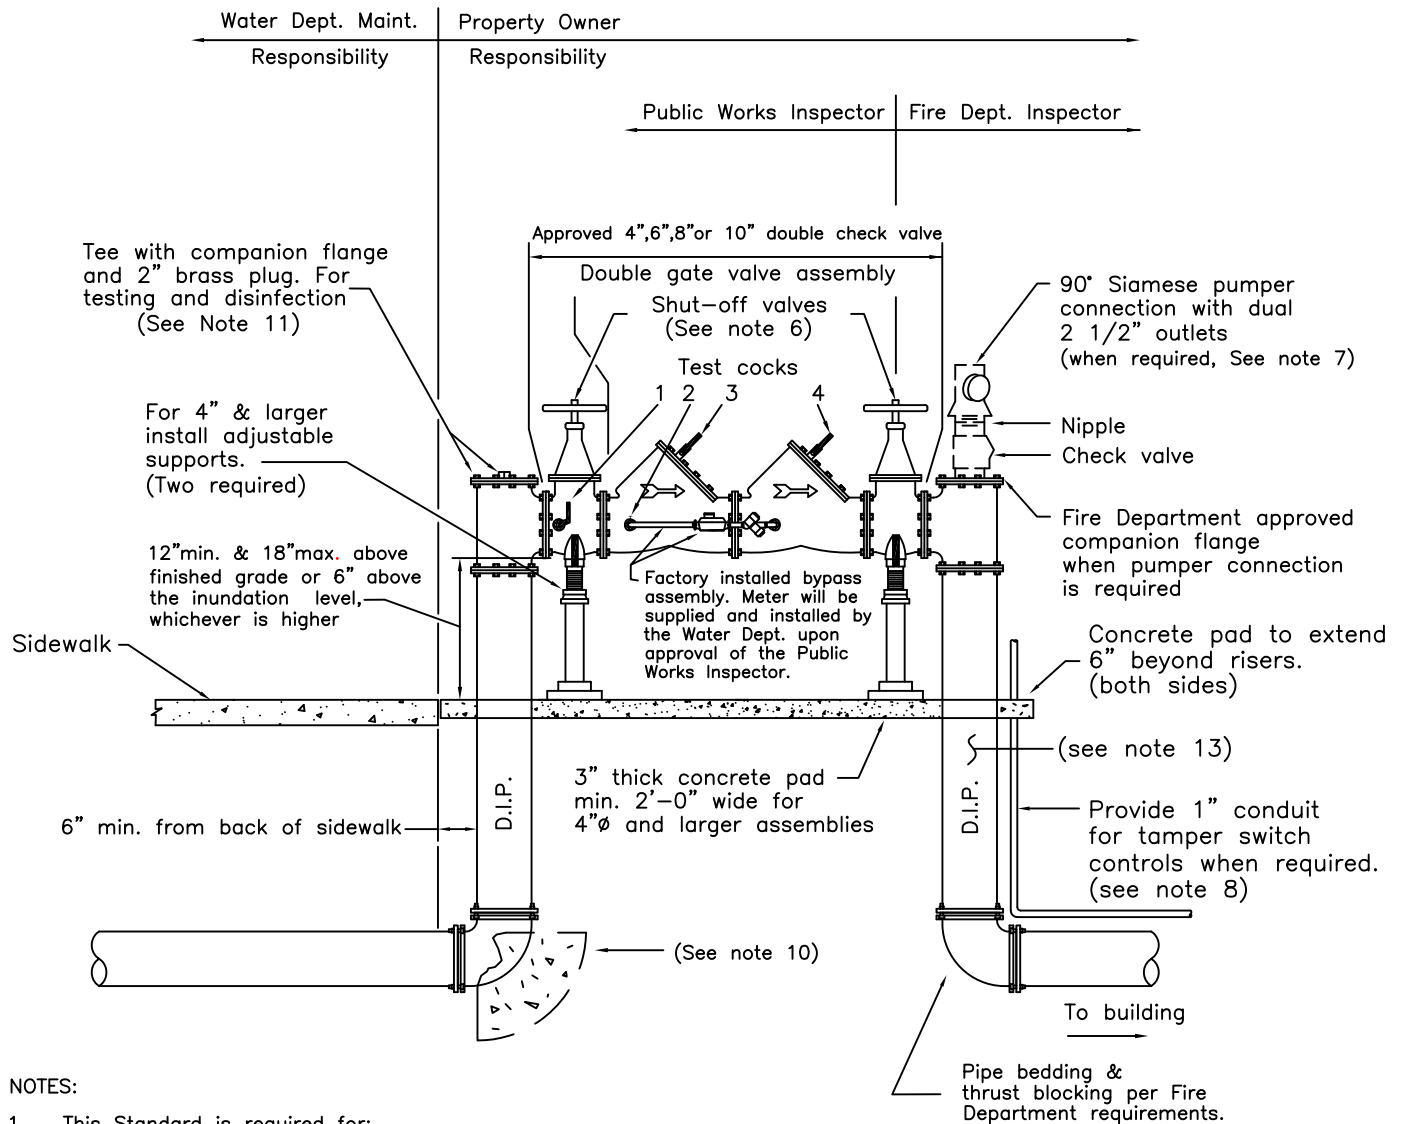 Water Dept. Maint.
Responsibility
Property Owner
Responsibility
Public Works Inspector
Fire Dept. Inspector
Approved 4",6",8"or 10" double check valve
Double gate valve assembly
Shut-off valves
(See note 6)
Test cocks
1
2
3
4
Tee with companion flange
and 2" brass plug. For
testing and disinfection
(See Note 11)
For 4" & larger
install adjustable
supports.
(Two required)
12"min. & 18"max. above
finished grade or 6" above
the inundation level,
whichever is higher
Sidewalk
90° Siamese pumper
connection with dual
2 1/2" outlets
(when required, See note 7)
Nipple
Check valve
Fire Department approved
companion flange
when pumper connection
is required
Factory installed bypass
assembly. Meter will be
supplied and installed by
the Water Dept. upon
approval of the Public
Works Inspector.
Concrete pad to extend
6" beyond risers.
(both sides)
(see note 13)
3" thick concrete pad
min. 2'-0" wide for
4"ø and larger assemblies
D.I.P.
D.I.P.
6" min. from back of sidewalk
Provide 1" conduit
for tamper switch
controls when required.
(see note 8)
(See note 10)
To building
Pipe bedding &
thrust blocking per Fire
Department requirements.
NOTES:
1. This Standard is required for: